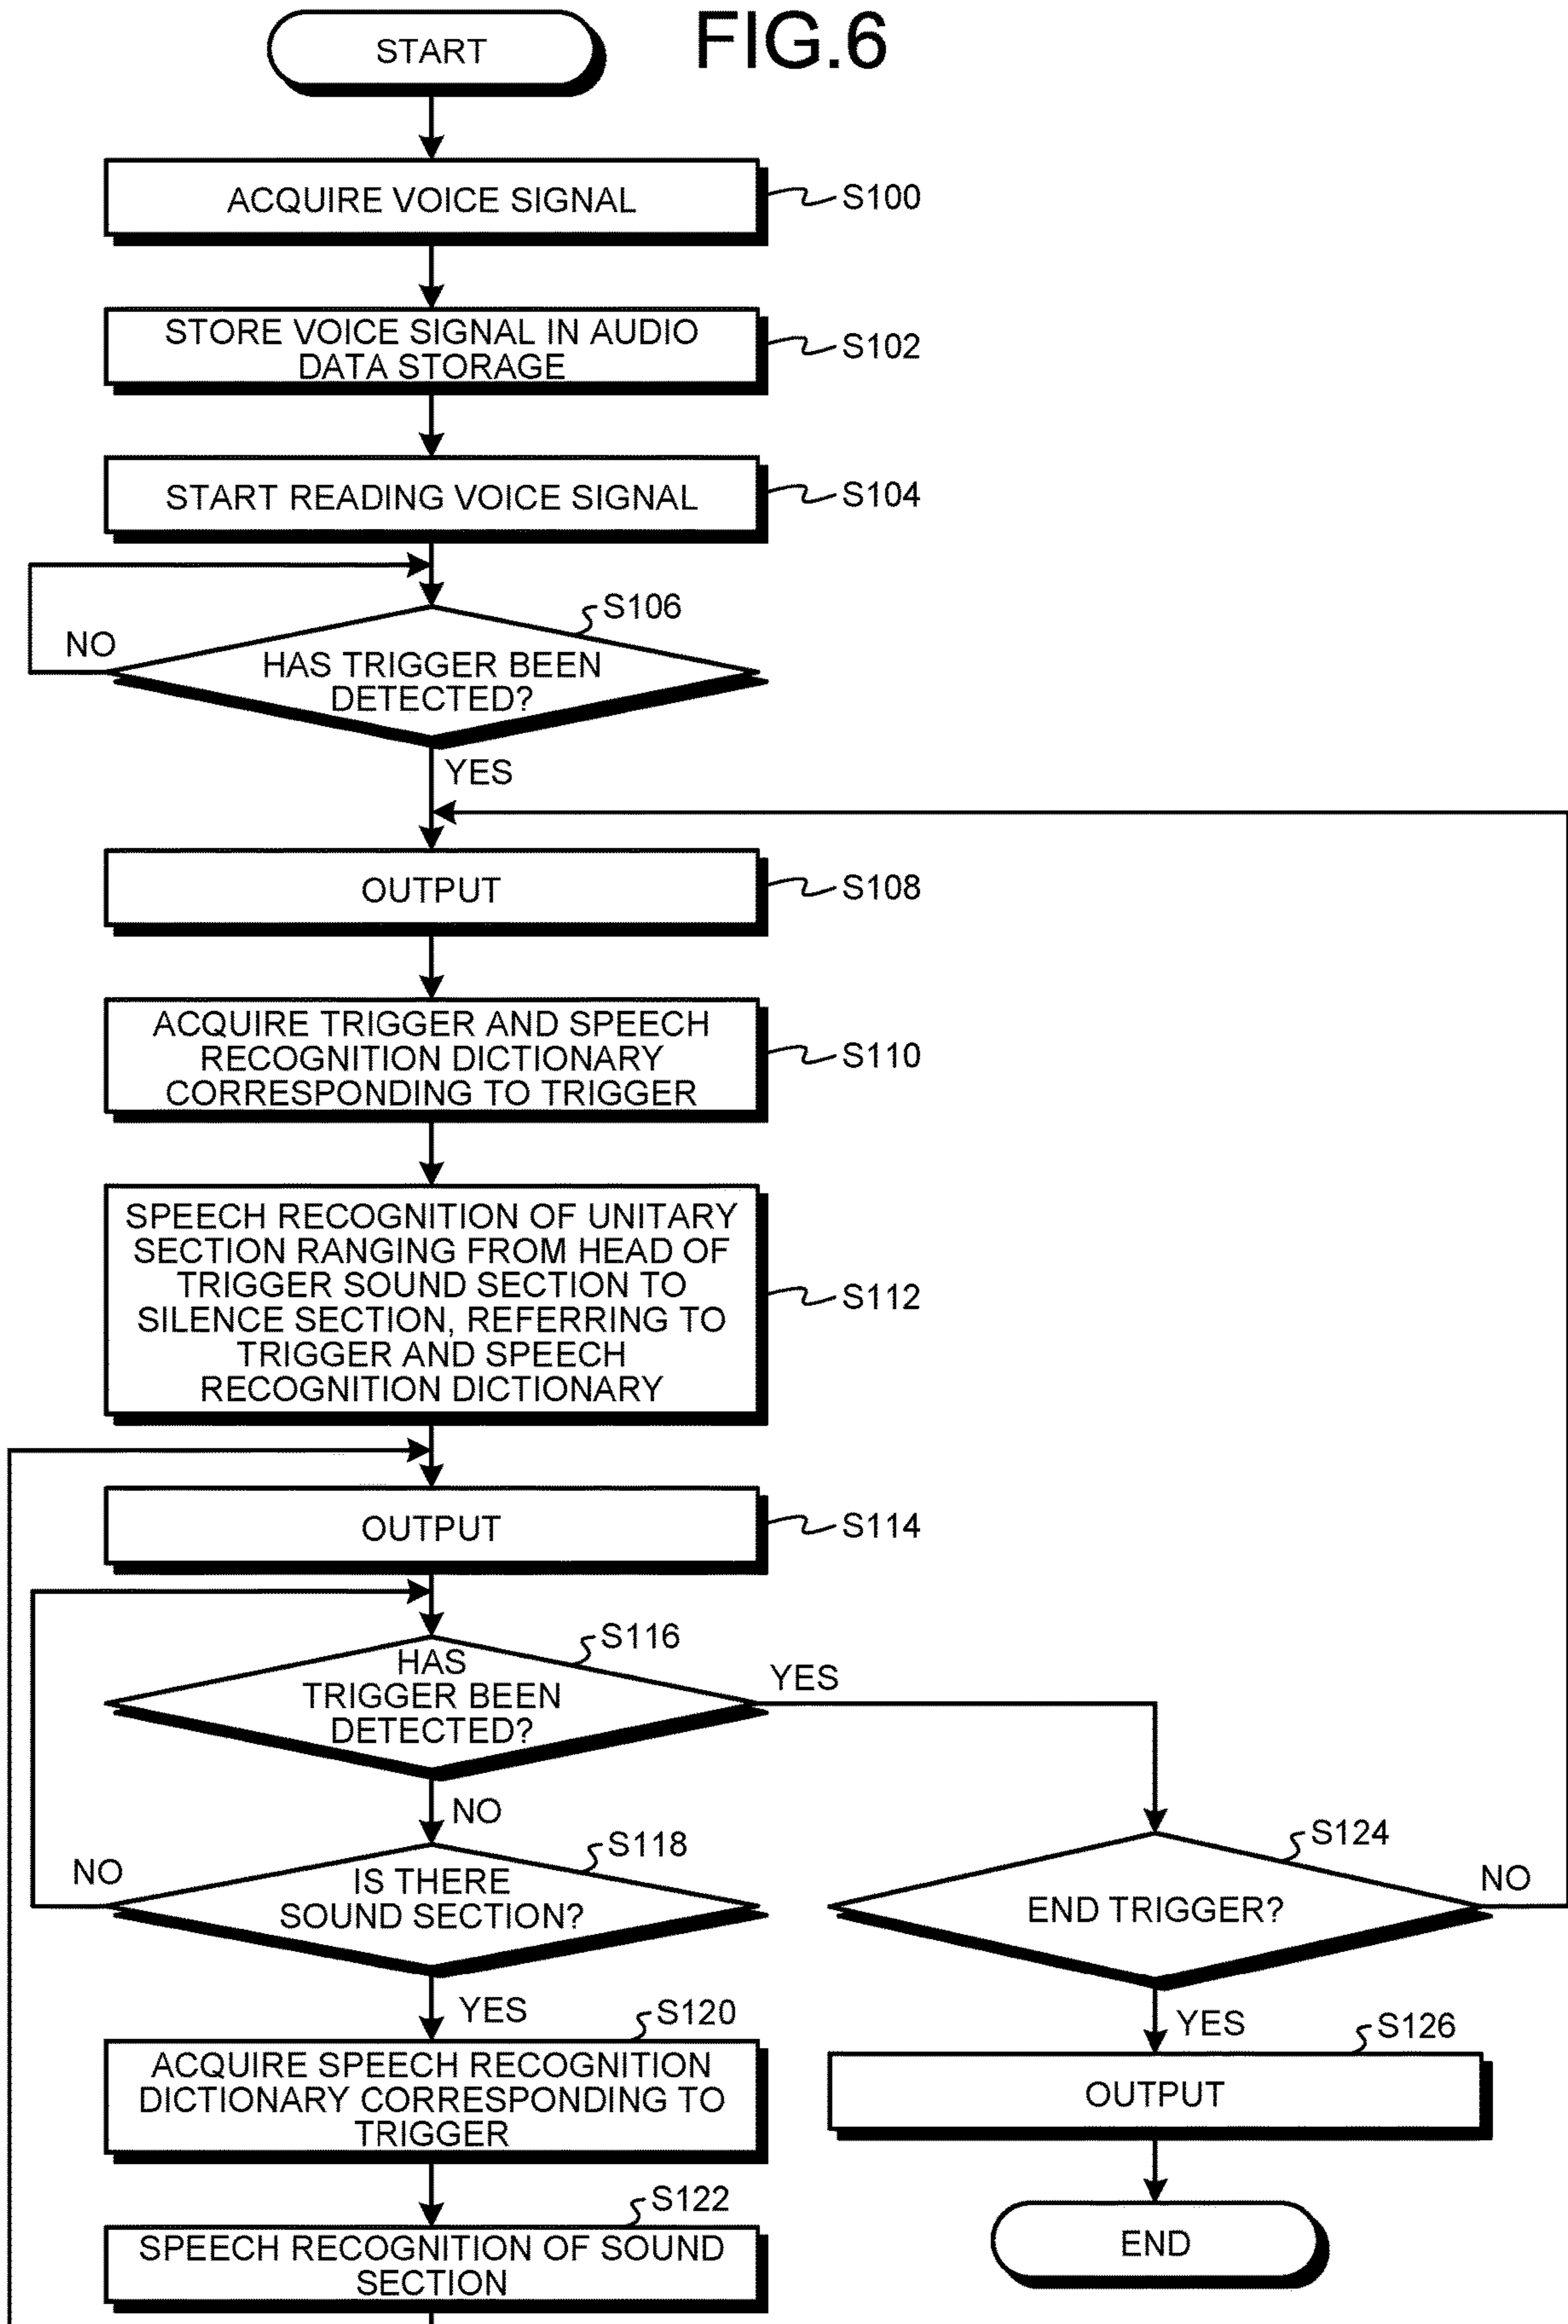 FIG.6
START
ACQUIRE VOICE SIGNAL
S100
STORE VOICE SIGNAL IN AUDIO
DATA STORAGE
S102
START READING VOICE SIGNAL
S104
S106
NO
HAS TRIGGER BEEN
DETECTED?
YES
OUTPUT
S108
ACQUIRE TRIGGER AND SPEECH
RECOGNITION DICTIONARY
CORRESPONDING TO TRIGGER
S110
SPEECH RECOGNITION OF UNITARY
SECTION RANGING FROM HEAD OF
TRIGGER SOUND SECTION TO
SILENCE SECTION, REFERRING TO
TRIGGER AND SPEECH
RECOGNITION DICTIONARY
S112
OUTPUT
S114
S116
HAS
TRIGGER BEEN
DETECTED?
YES
NO
S118
NO
IS THERE
SOUND SECTION?
S124
END TRIGGER?
NO
YES
S120
ACQUIRE SPEECH RECOGNITION
DICTIONARY CORRESPONDING TO
TRIGGER
YES
S126
OUTPUT
S122
SPEECH RECOGNITION OF SOUND
SECTION
END